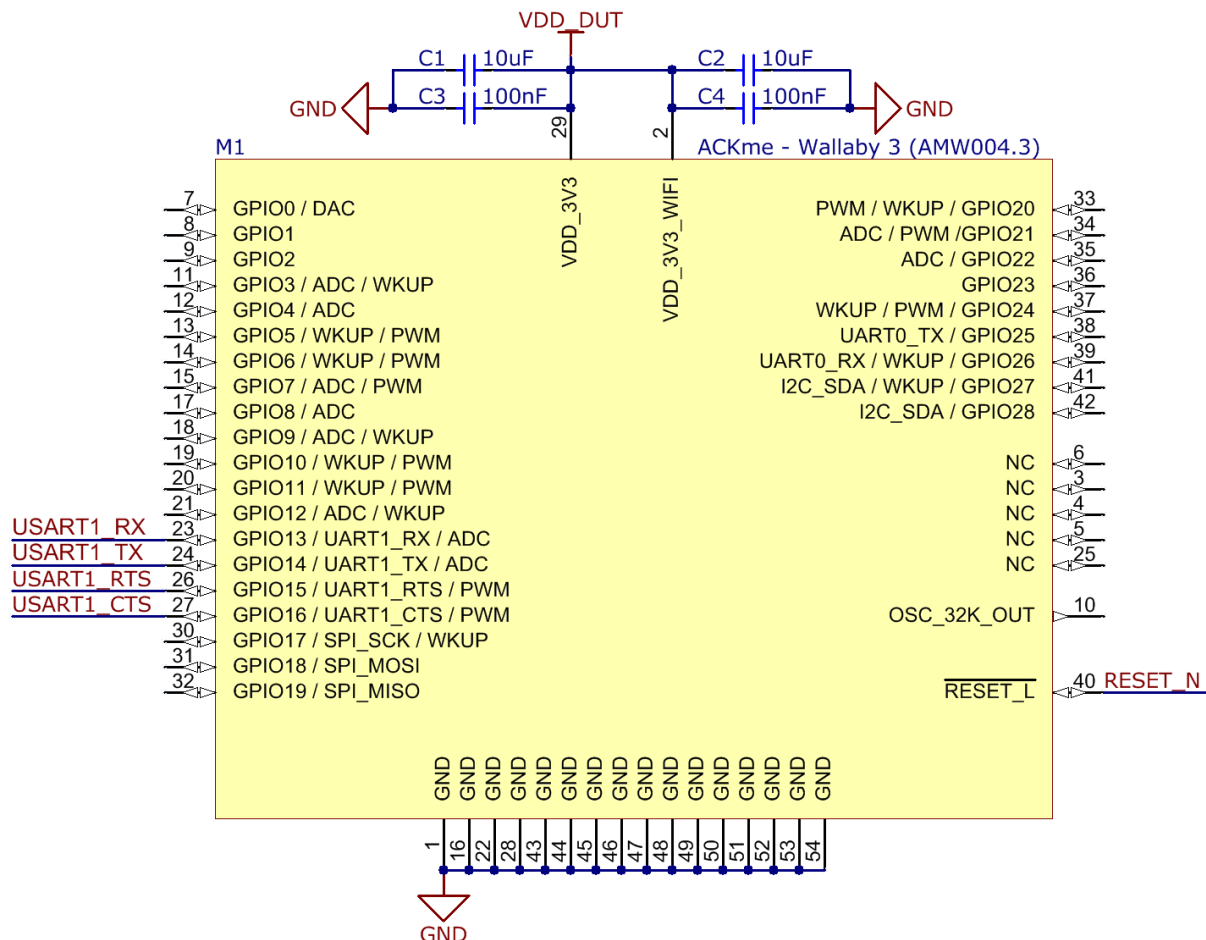 VDD_DUT
C1 10uF C2 10uF
C3 100nF C4 100nF
GND GND
29 2
M1 ACKme - Wallaby 3 (AMW004.3)
VDD_3V3 VDD_3V3_WIFI
7 GPIO0 / DAC PWM / WKUP / GPIO20 33
8 GPIO1 ADC / PWM /GPIO21 34
9 GPIO2 ADC / GPIO22 35
11 GPIO3 / ADC / WKUP GPIO23 36
12 GPIO4 / ADC WKUP / PWM / GPIO24 37
13 GPIO5 / WKUP / PWM UART0_TX / GPIO25 38
14 GPIO6 / WKUP / PWM UART0_RX / WKUP / GPIO26 39
15 GPIO7 / ADC / PWM I2C_SDA / WKUP / GPIO27 41
17 GPIO8 / ADC I2C_SDA / GPIO28 42
18 GPIO9 / ADC / WKUP
19 GPIO10 / WKUP / PWM NC 6
20 GPIO11 / WKUP / PWM NC 3
21 GPIO12 / ADC / WKUP NC 4
USART1_RX 23 GPIO13 / UART1_RX / ADC NC 5
USART1_TX 24 GPIO14 / UART1_TX / ADC NC 25
USART1_RTS 26 GPIO15 / UART1_RTS / PWM
USART1_CTS 27 GPIO16 / UART1_CTS / PWM OSC_32K_OUT 10
30 GPIO17 / SPI_SCK / WKUP
31 GPIO18 / SPI_MOSI
32 GPIO19 / SPI_MISO RESET_L 40 RESET_N
GND GND GND GND GND GND GND GND GND GND GND GND GND GND GND GND
1 16 22 28 43 44 45 46 47 48 49 50 51 52 53 54
GND